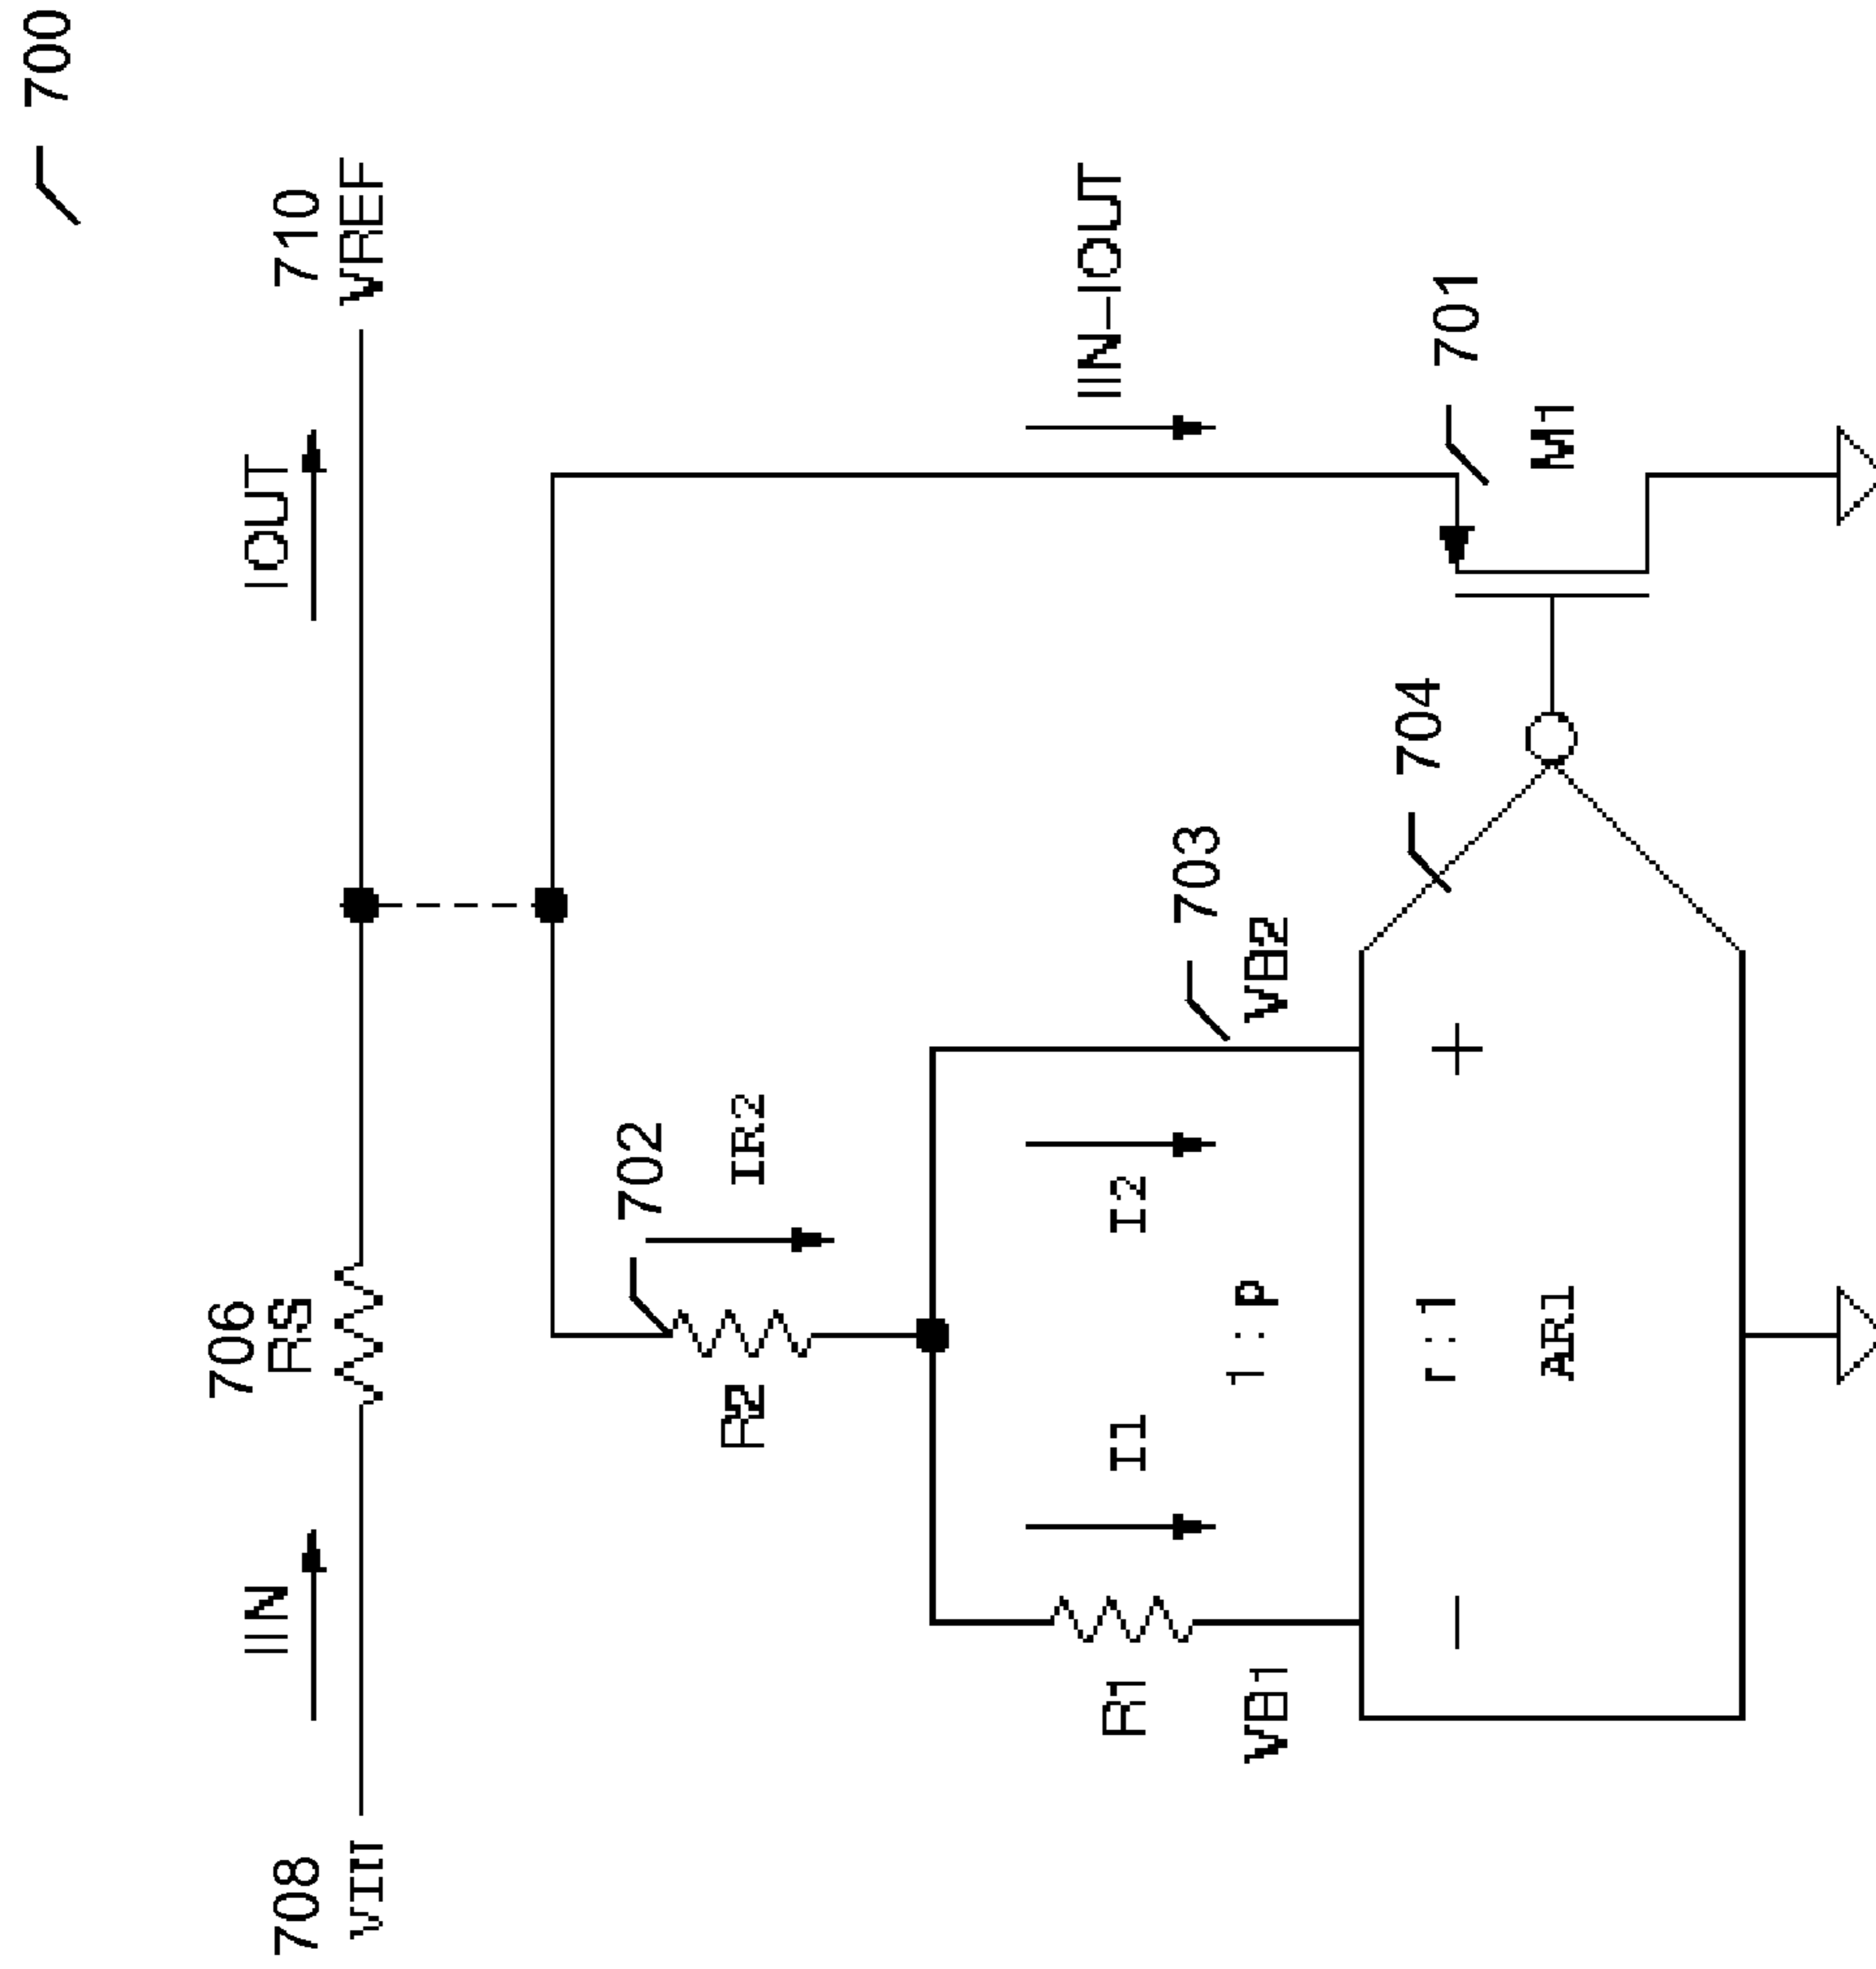 700
706
IIN
IOUT
708
Rs
710
VIN
VREF
702
R2
IR2
IIN–IOUT
R1
I1
I2
703
VB1
1:p
VB2
704
r:1
701
AR1
M1